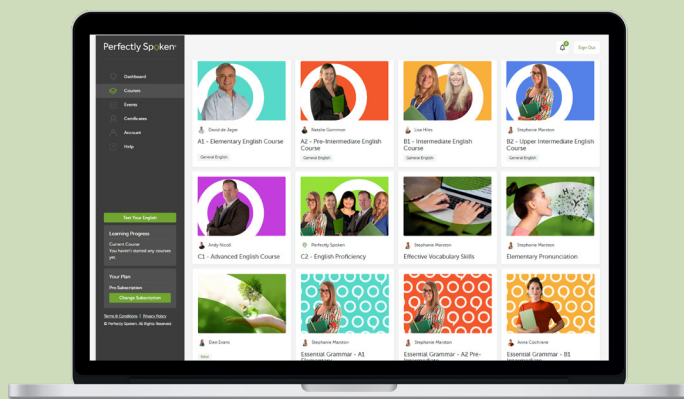 Perfectly Spoken
Dashboard
Courses
Events
Certificates
Account
Help
Test Your English
Learning Progress
Current Course
You haven't started any courses
yet
Your Plan
Pro Subscription
Change Subscription
Terms & Conditions | Privacy Policy
© Perfectly Spoken. All Rights Reserved
Sign Out
David de Jager
A1 - Elementary English Course
General English
Natalie Gommon
A2 - Pre-Intermediate English
Course
General English
Lisa Hiles
B1 - Intermediate English
Course
General English
Stephanie Marston
B2 - Upper Intermediate English
Course
General English
Andy Nicoll
C1 - Advanced English Course
Perfectly Spoken
C2 - English Proficiency
Stephanie Marston
Effective Vocabulary Skills
Stephanie Marston
Elementary Pronunciation
Dan Evans
Stephanie Marston
Essential Grammar - A1
Elementary
Stephanie Marston
Essential Grammar - A2 Pre-
Intermediate
Anna Cochrane
Essential Grammar - B1
Intermediate